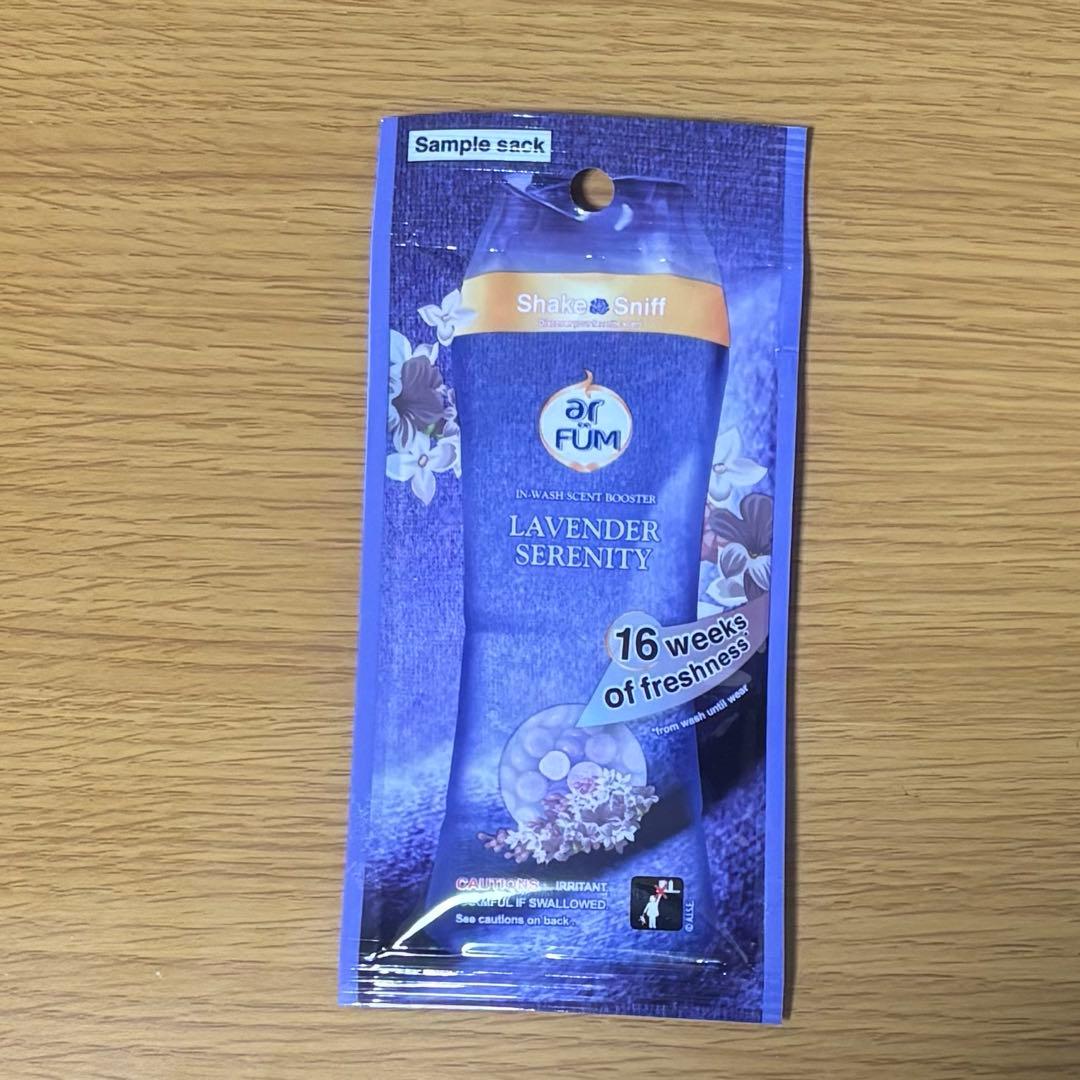 Sample sack
Shake Sniff
ar
FÜM
IN-WASH SCENT BOOSTER
LAVENDER
SERENITY
16 weeks
of freshness*
*from wash until wear
CAUTIONS: IRRITANT
HARMFUL IF SWALLOWED
See cautions on back.
© A.I.S.E.